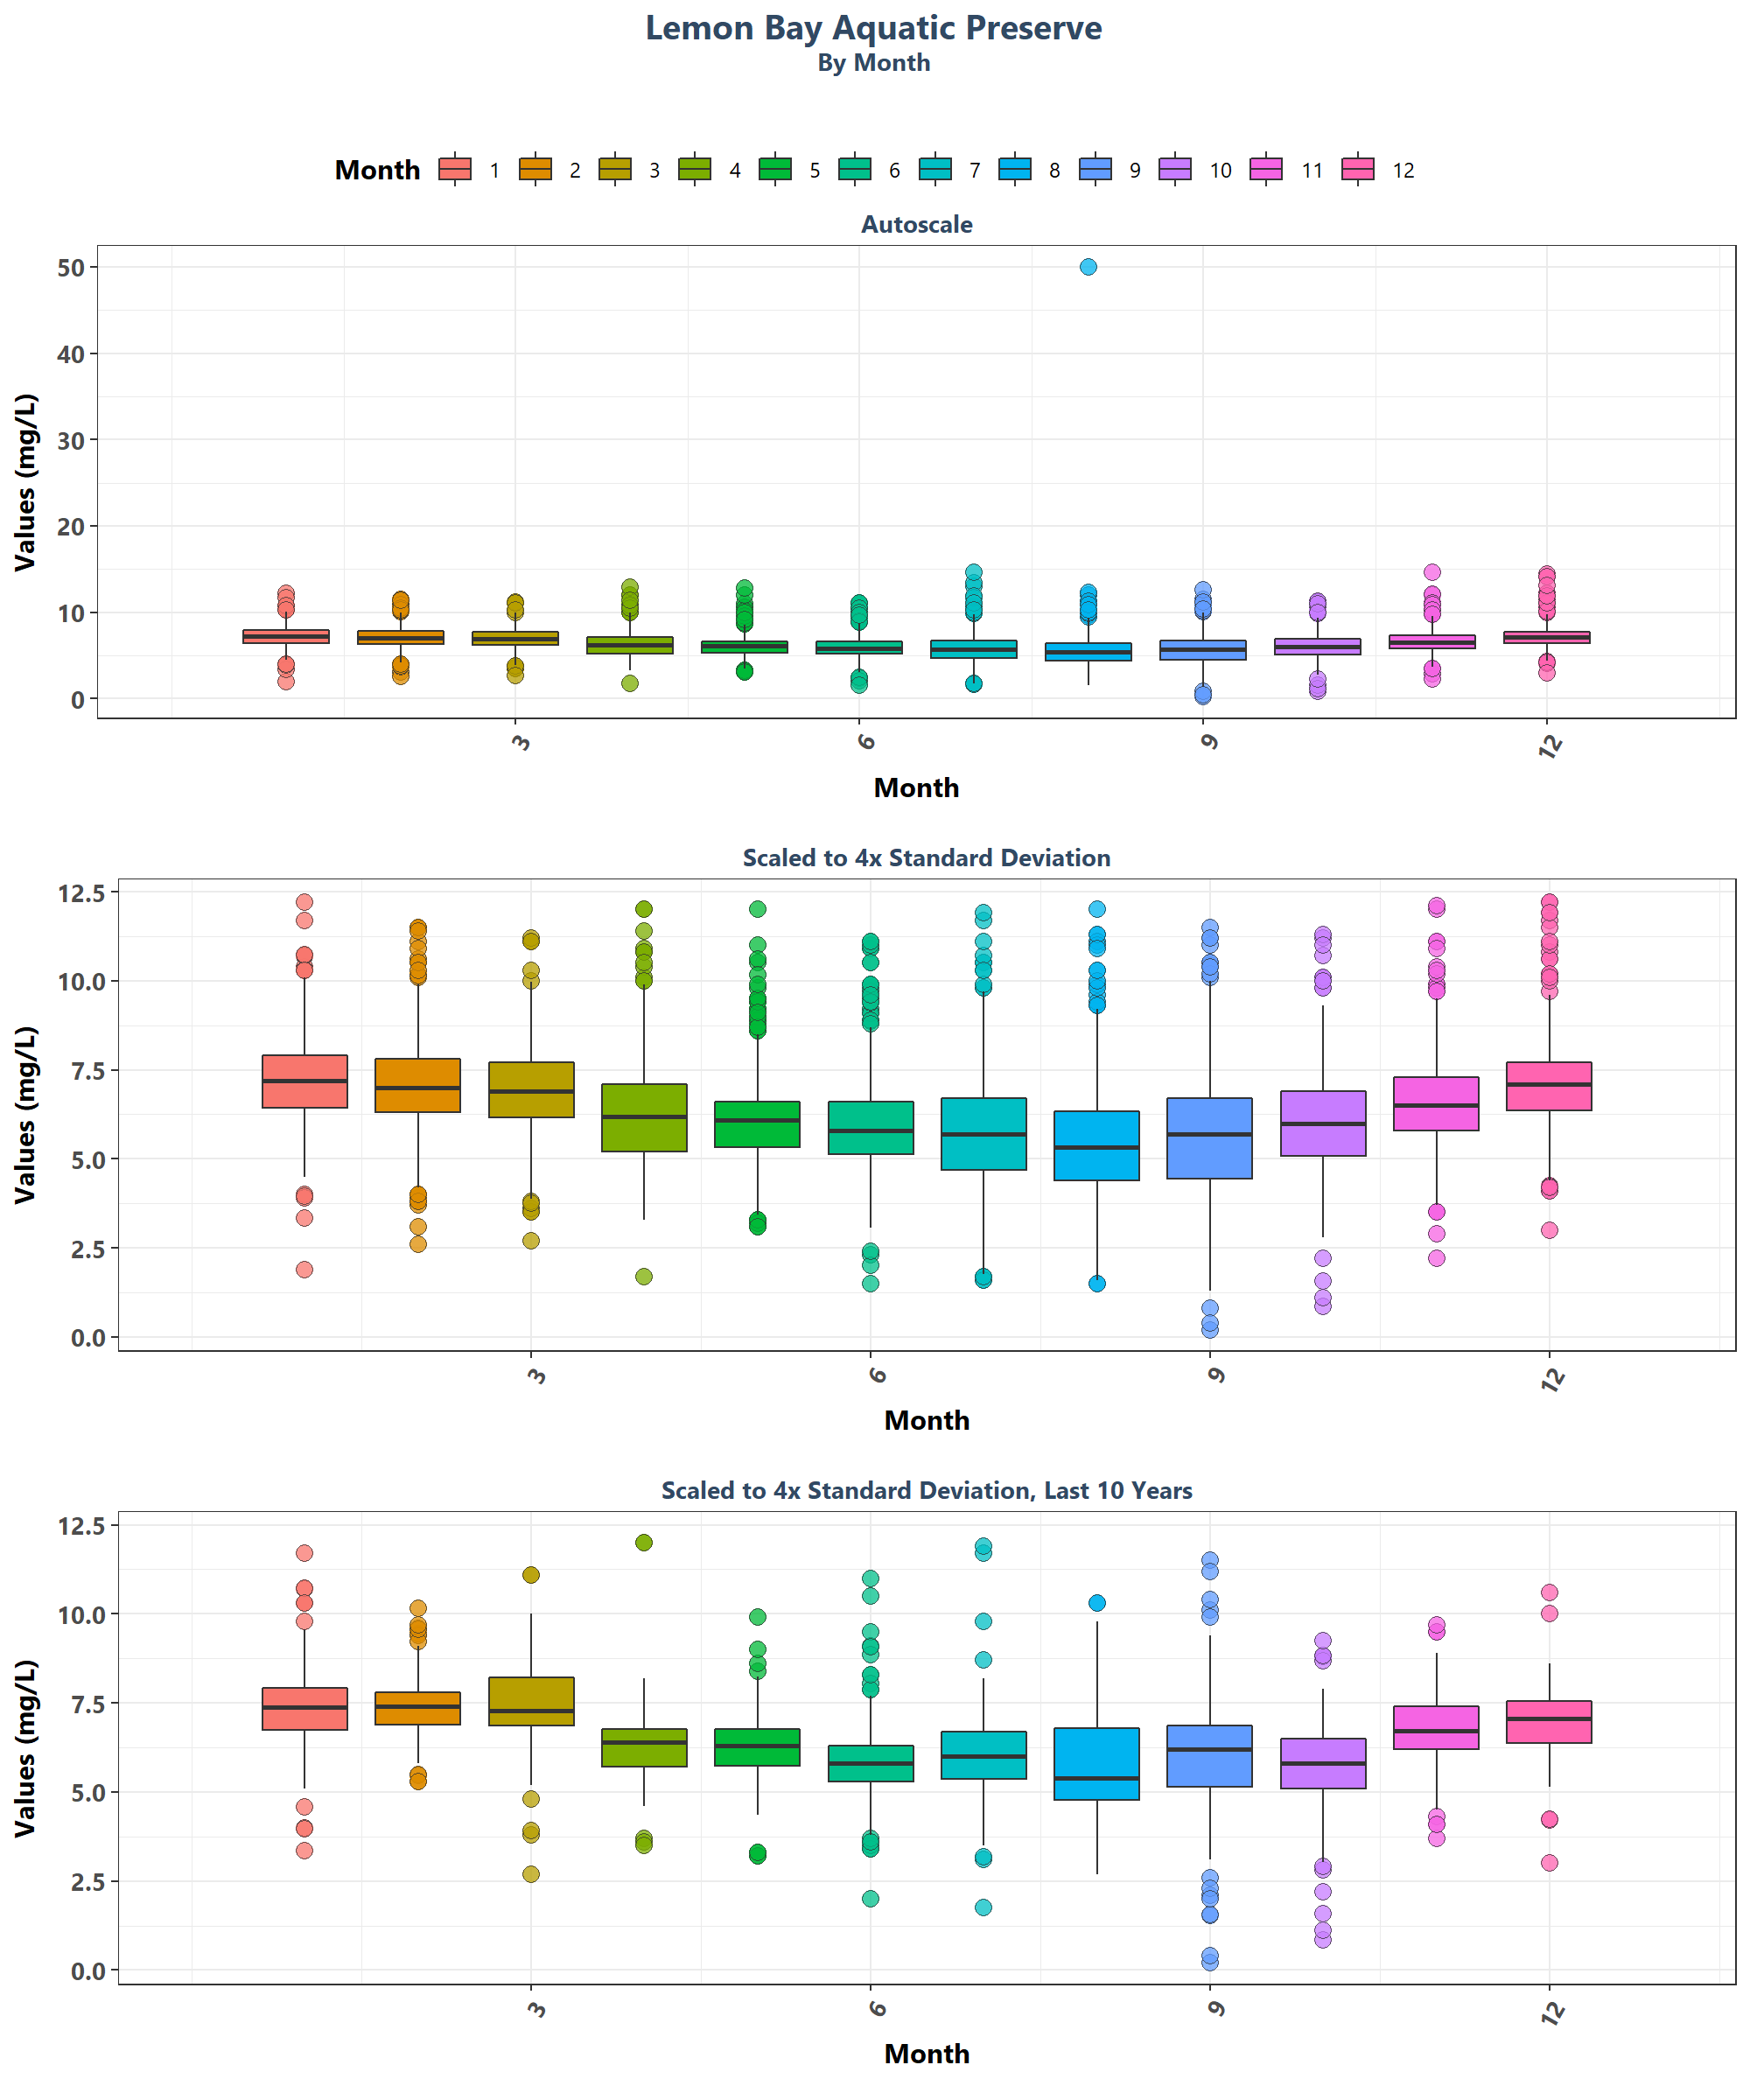 Lemon Bay Aquatic Preserve
By Month
Month 1 2 3 4 5 6 7 8 9 10 11 12
Autoscale
Values (mg/L)
50
40
30
20
10
0
3 6 9 12
Month
Scaled to 4x Standard Deviation
Values (mg/L)
12.5
10.0
7.5
5.0
2.5
0.0
3 6 9 12
Month
Scaled to 4x Standard Deviation, Last 10 Years
Values (mg/L)
12.5
10.0
7.5
5.0
2.5
0.0
3 6 9 12
Month